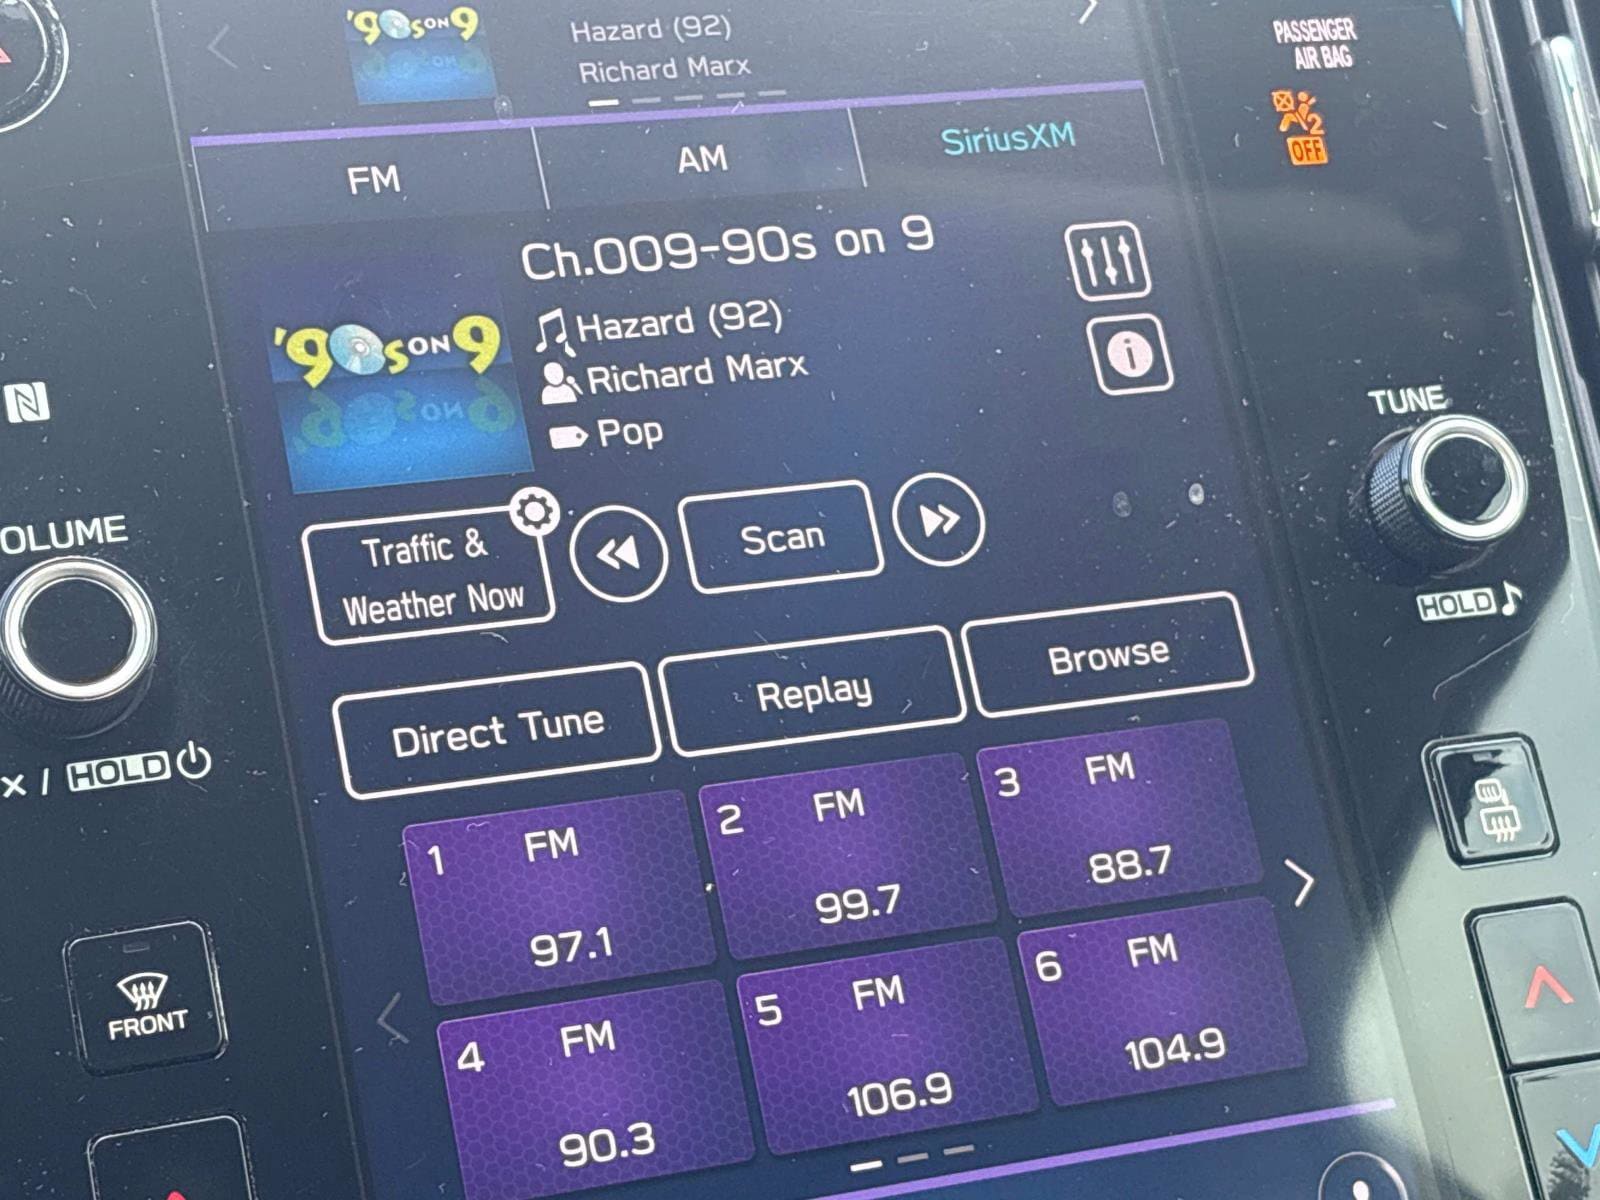 '90s ON 9
Hazard (92)
Richard Marx
PASSENGER
AIR BAG
2
OFF
FM
AM
SiriusXM
Ch.009-90s on 9
'90s ON 9
Hazard (92)
Richard Marx
Pop
Traffic &
Weather Now
Scan
Direct Tune
Replay
Browse
1 FM
97.1
2 FM
99.7
3 FM
88.7
4 FM
90.3
5 FM
106.9
6 FM
104.9
N
OLUME
× / HOLD
FRONT
TUNE
HOLD